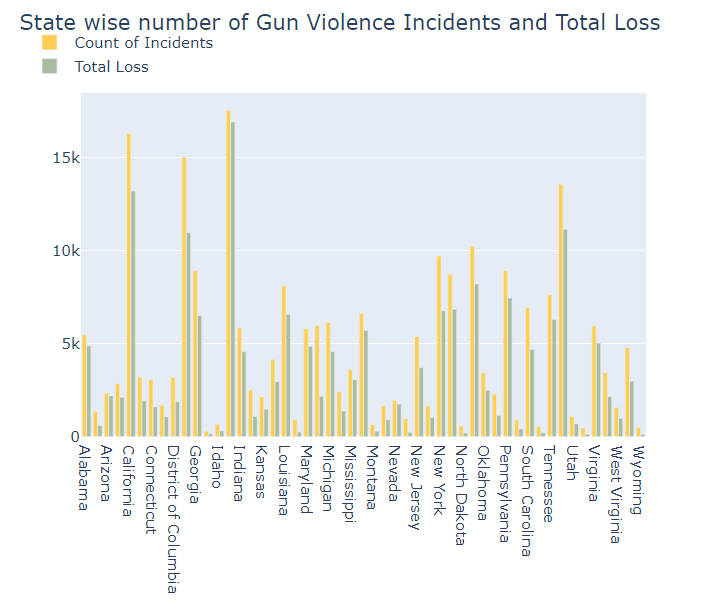 State wise number of Gun Violence Incidents and Total Loss
Count of Incidents
Total Loss
15k
10k
5k
0
Alabama
Arizona
California
Connecticut
District of Columbia
Georgia
Idaho
Indiana
Kansas
Louisiana
Maryland
Michigan
Mississippi
Montana
Nevada
New Jersey
New York
North Dakota
Oklahoma
Pennsylvania
South Carolina
Tennessee
Utah
Virginia
West Virginia
Wyoming